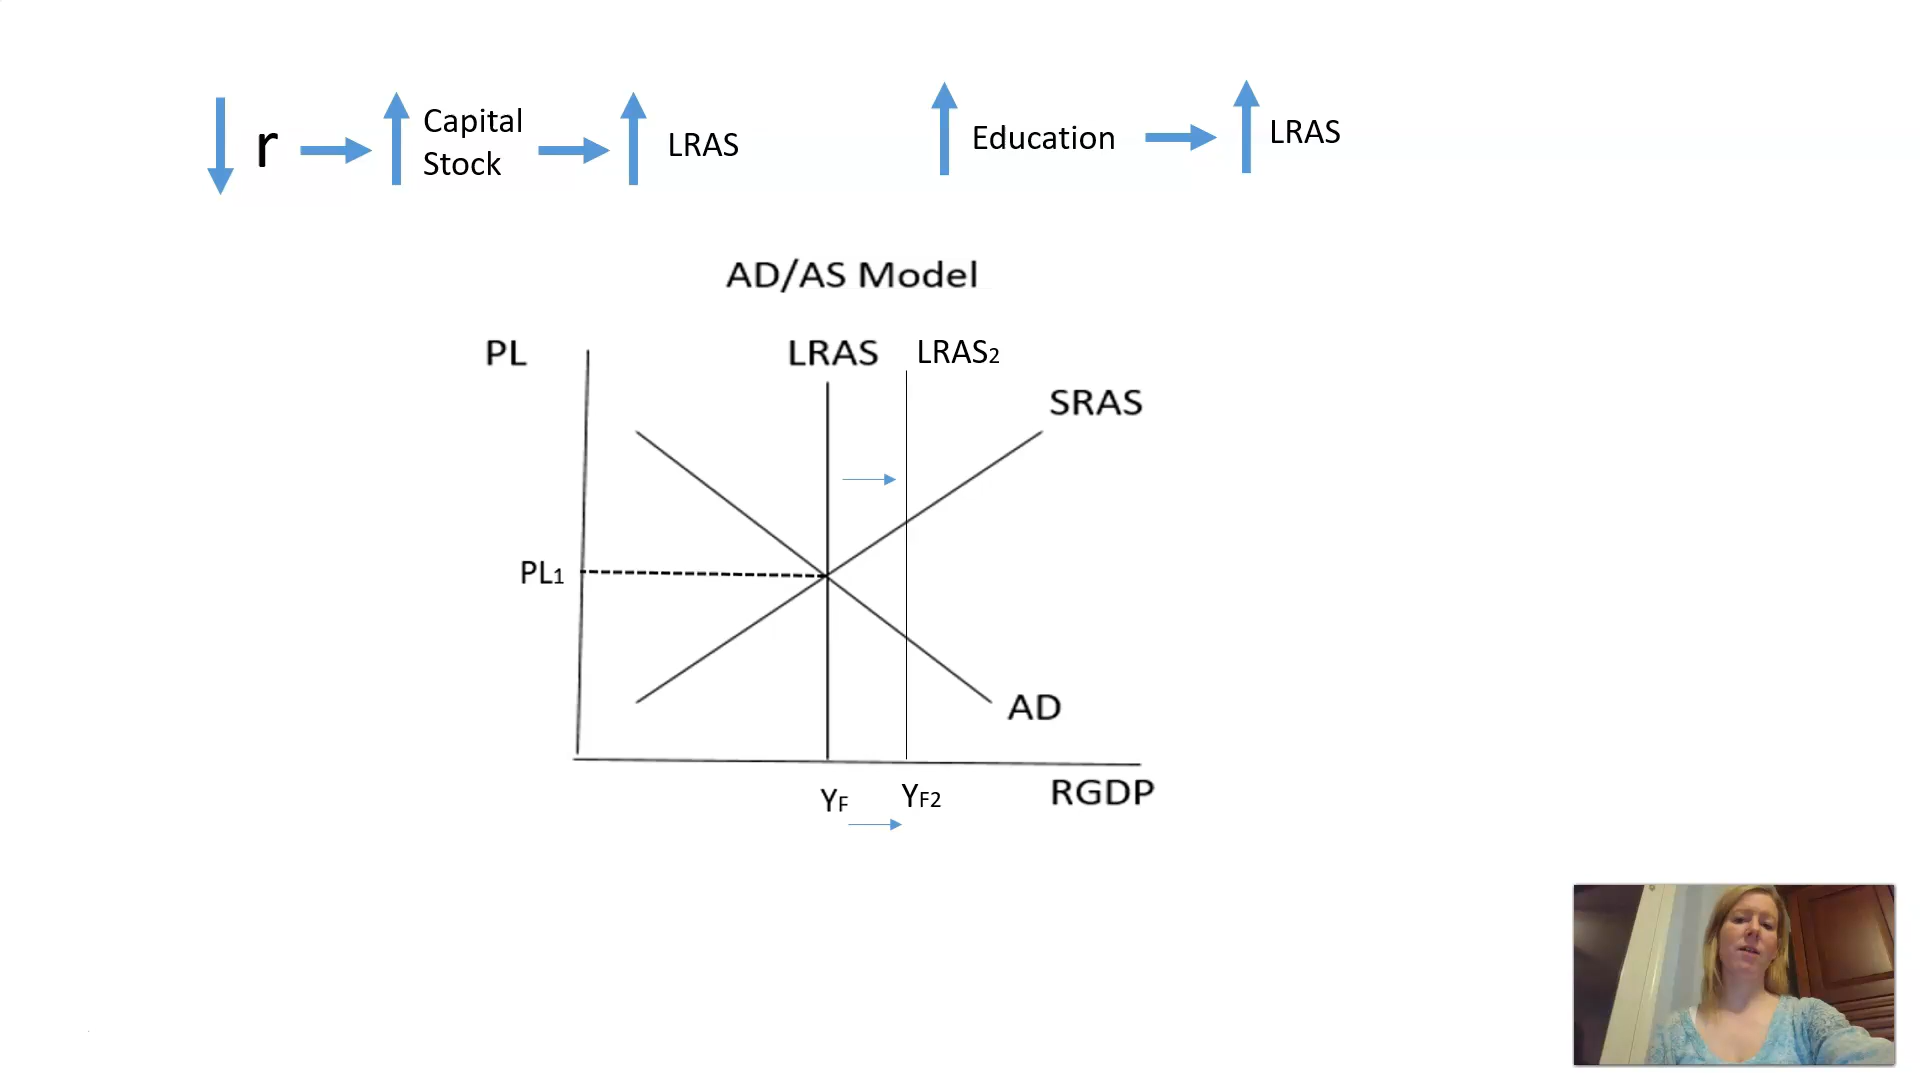 r
Capital
Stock
LRAS
Education
LRAS
AD/AS Model
PL
LRAS
LRAS2
SRAS
PL1
AD
YF
YF2
RGDP